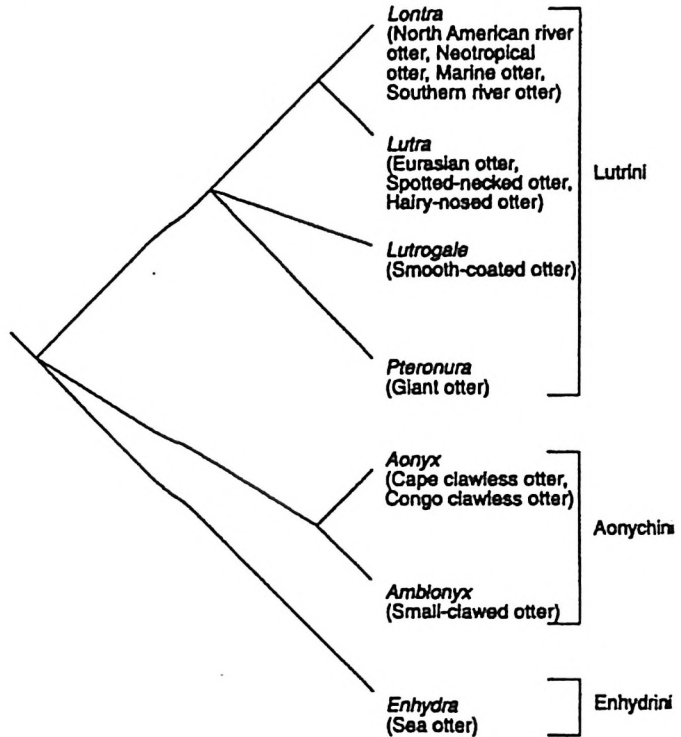 Lontra
(North American river
otter, Neotropical
otter, Marine otter,
Southern river otter)
Lutra
(Eurasian otter,
Spotted-necked otter,
Hairy-nosed otter)
Lutrini
Lutrogale
(Smooth-coated otter)
Pteronura
(Giant otter)
Aonyx
(Cape clawless otter,
Congo clawless otter)
Aonychini
Amblonyx
(Small-clawed otter)
Enhydra
(Sea otter)
Enhydrini